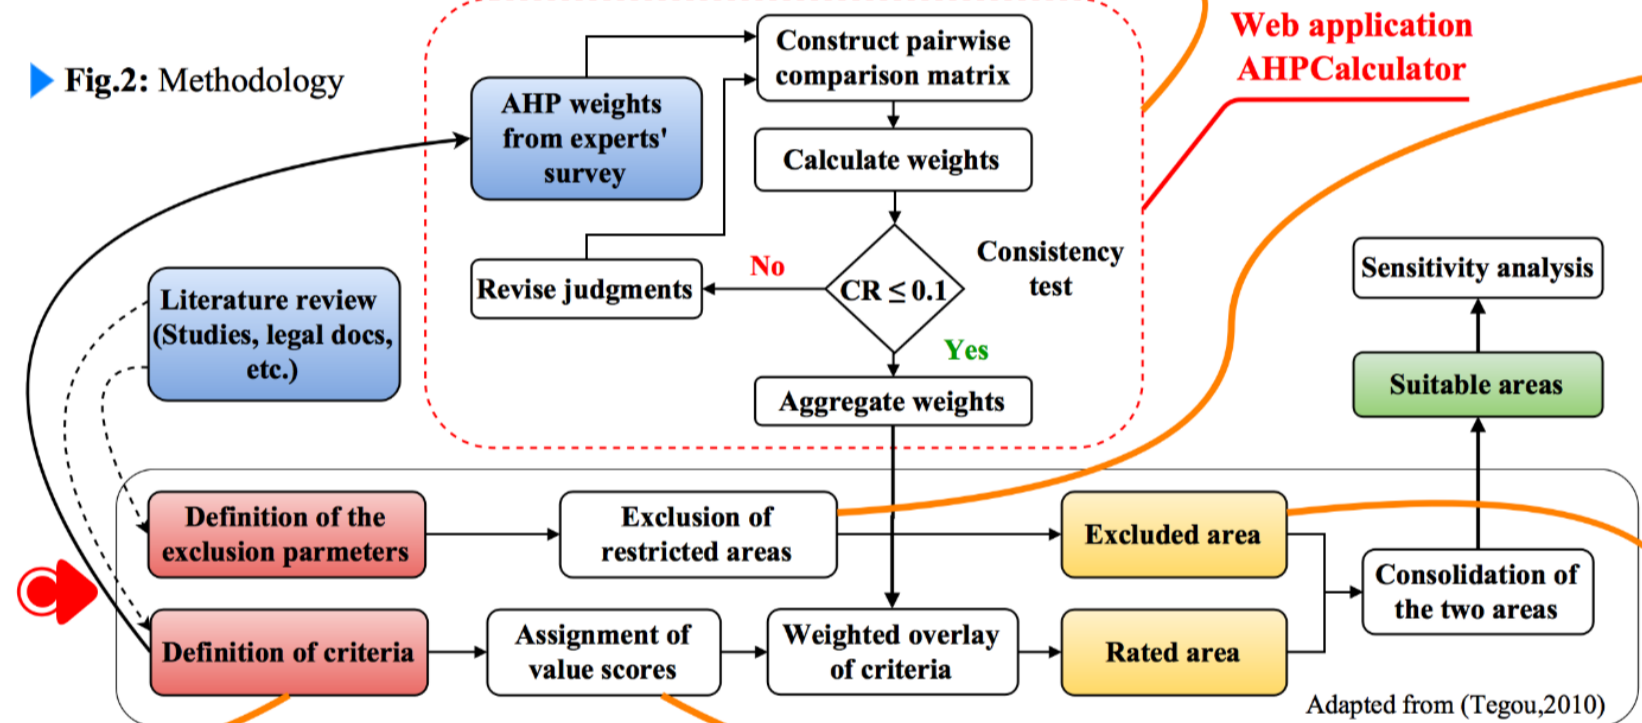 Fig.2: Methodology
Web application
AHPCalculator
Construct pairwise
comparison matrix
AHP weights
from experts'
survey
Calculate weights
Consistency
test
CR ≤ 0.1
No
Revise judgments
Yes
Aggregate weights
Literature review
(Studies, legal docs,
etc.)
Sensitivity analysis
Suitable areas
Definition of the
exclusion parmeters
Exclusion of
restricted areas
Excluded area
Consolidation of
the two areas
Definition of criteria
Assignment of
value scores
Weighted overlay
of criteria
Rated area
Adapted from (Tegou,2010)